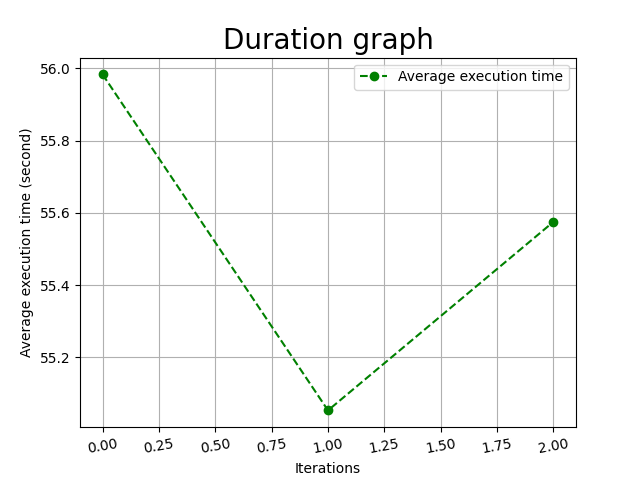 Duration graph
56.0
55.8
55.6
55.4
55.2
Average execution time (second)
Average execution time
0.00 0.25 0.50 0.75 1.00 1.25 1.50 1.75 2.00
Iterations